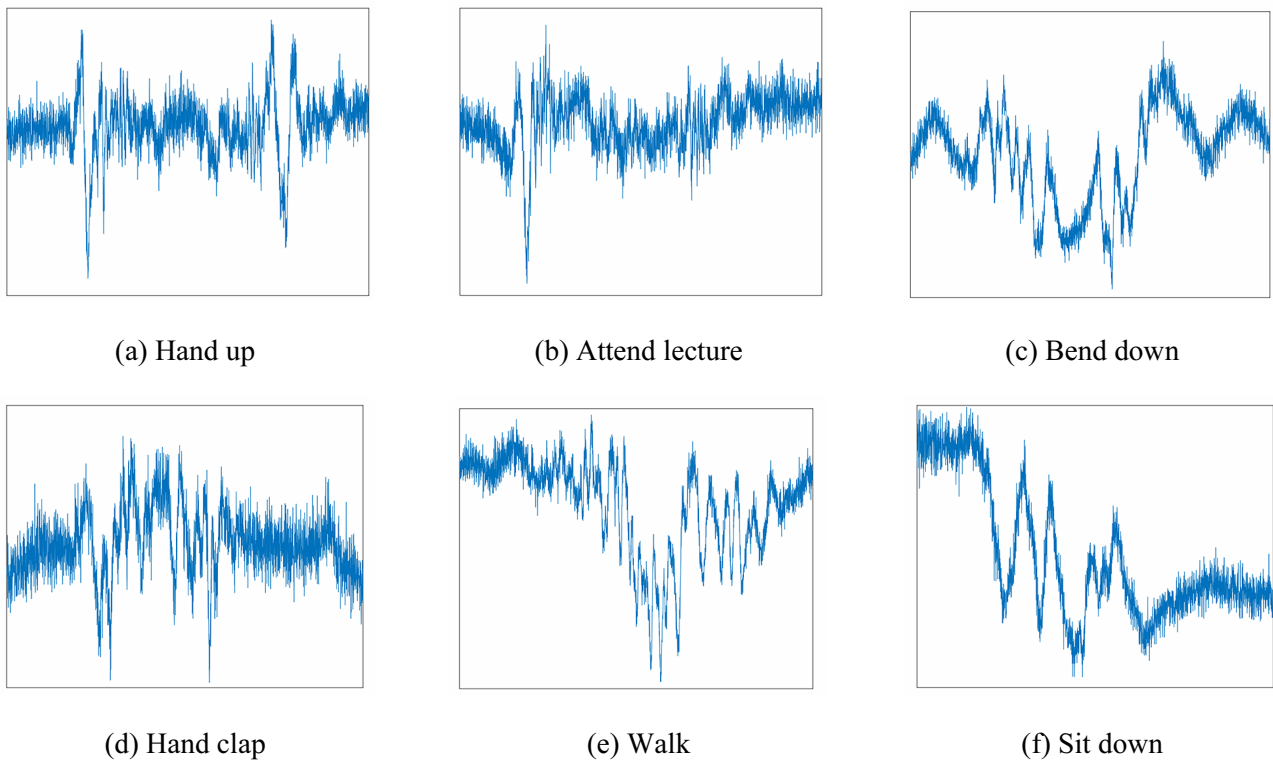 (a) Hand up
(b) Attend lecture
(c) Bend down
(d) Hand clap
(e) Walk
(f) Sit down